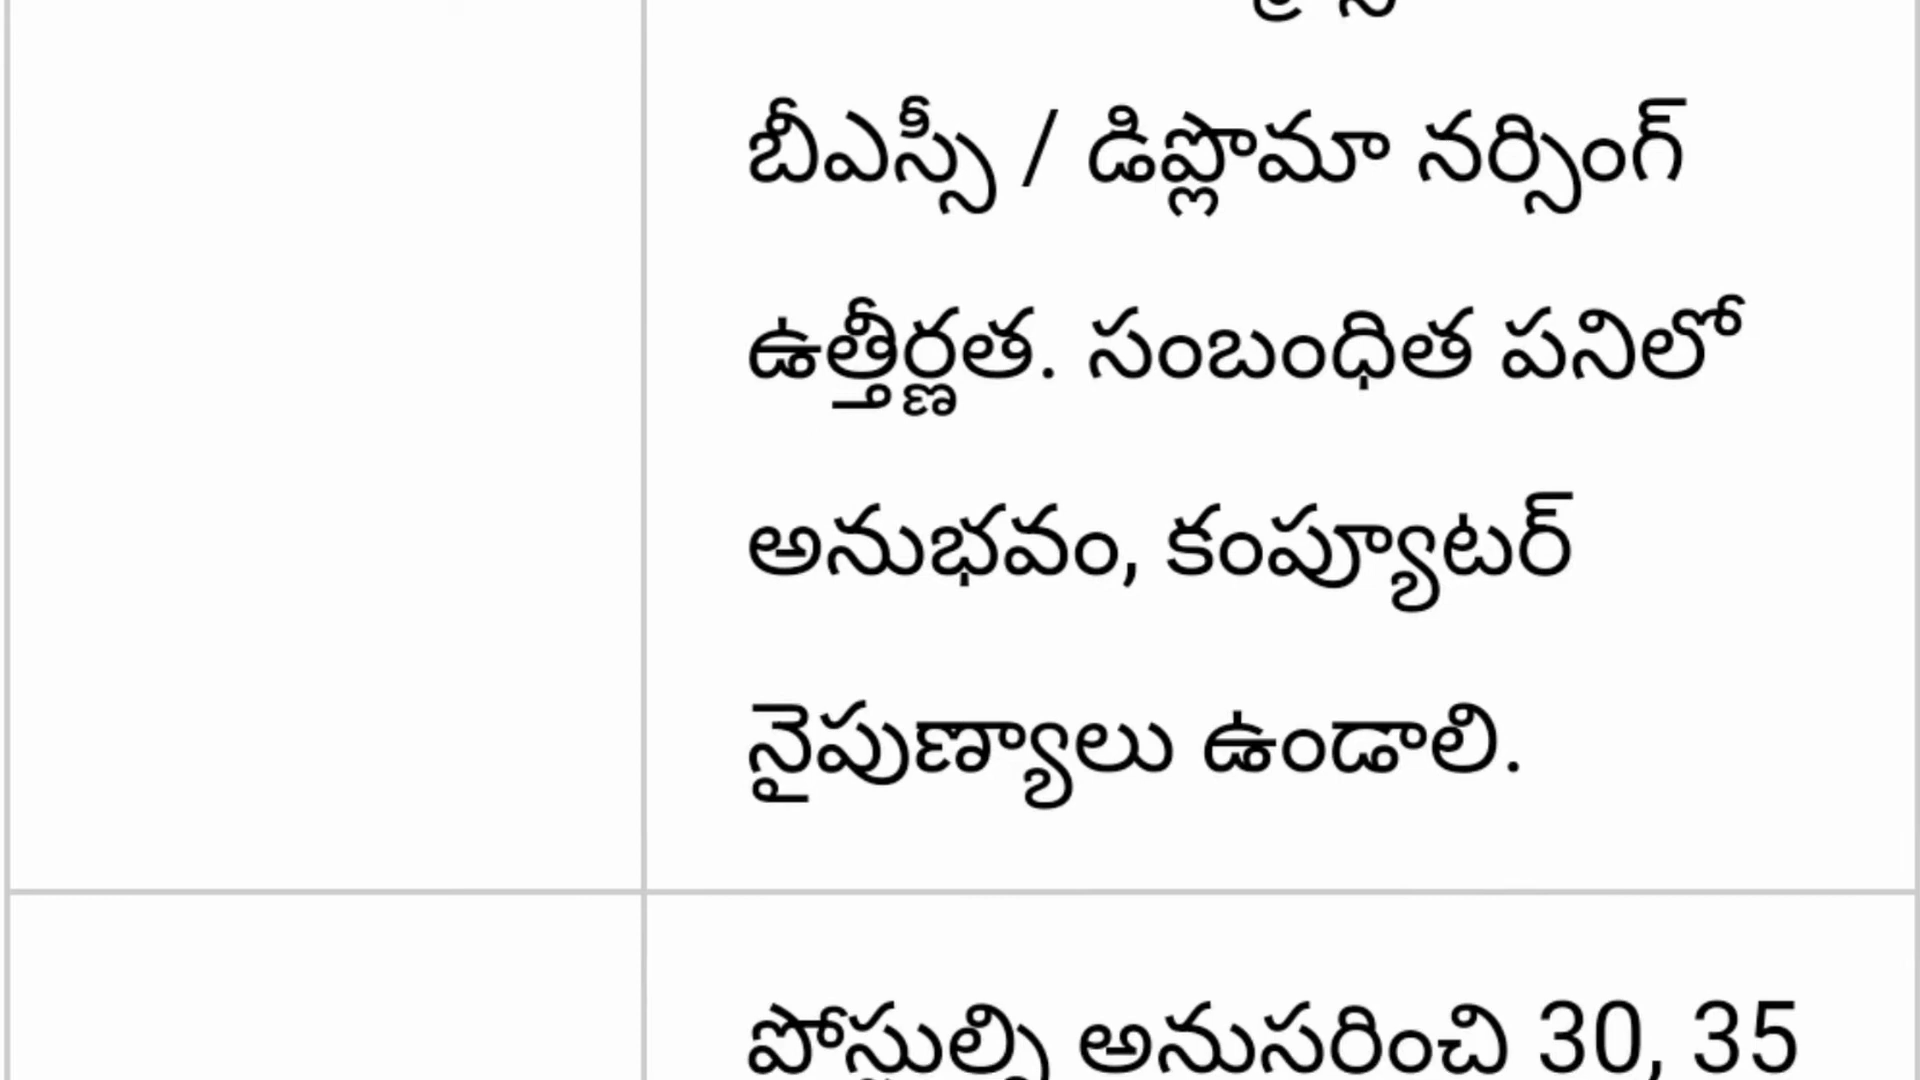 బీఎస్సీ / డిప్లొమా నర్సింగ్
ఉత్తీర్ణత. సంబంధిత పనిలో
అనుభవం, కంప్యూటర్
నైపుణ్యాలు ఉండాలి.
పోస్టుల్ని అనుసరించి 30, 35